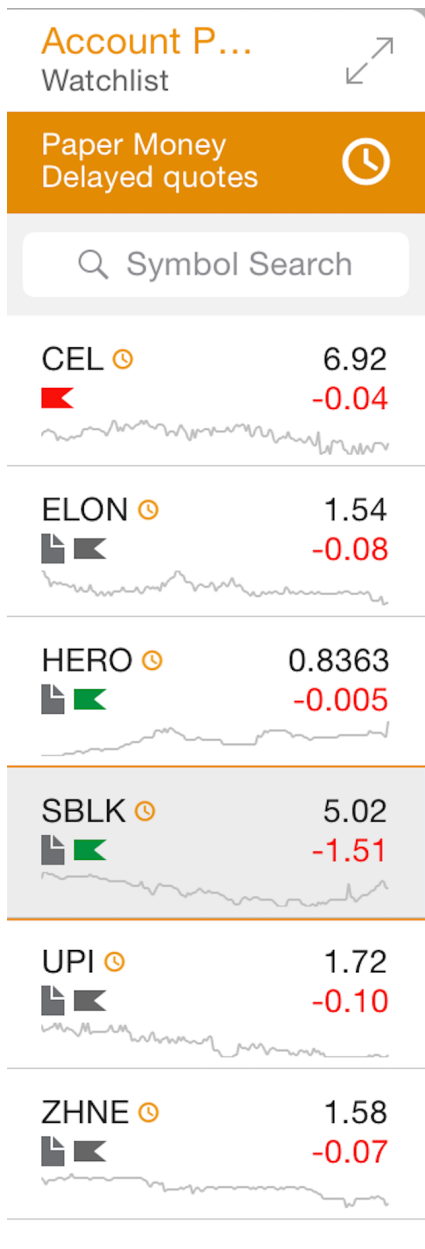 Account P...
Watchlist
Paper Money
Delayed quotes
Symbol Search
CEL 6.92
-0.04
ELON 1.54
-0.08
HERO 0.8363
-0.005
SBLK 5.02
-1.51
UPI 1.72
-0.10
ZHNE 1.58
-0.07